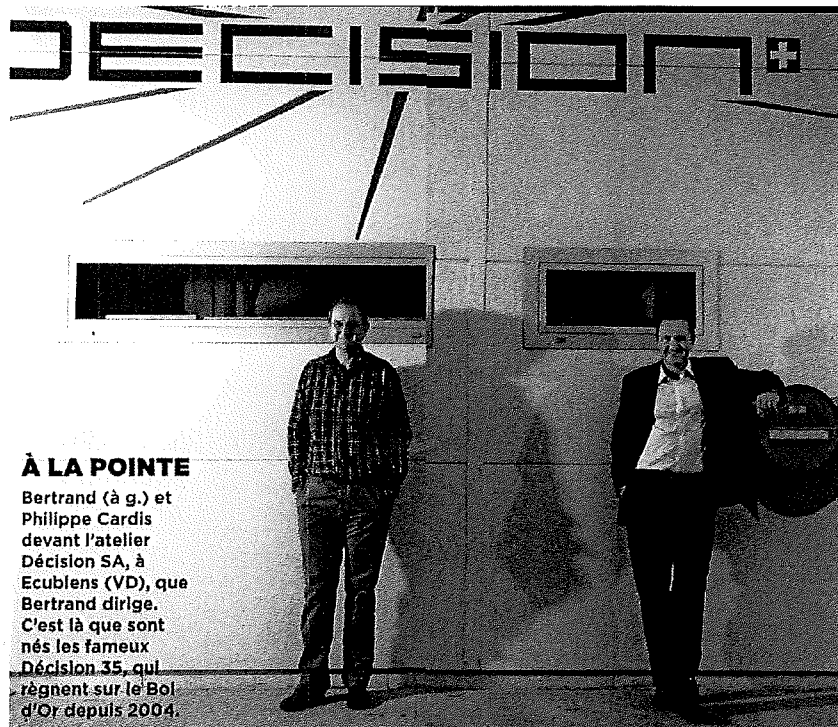 DECISION+
À LA POINTE
Bertrand (à g.) et
Philippe Cardis
devant l'atelier
Décision SA, à
Ecublens (VD), que
Bertrand dirige.
C'est là que sont
nés les fameux
Décision 35, qui
règnent sur le Bol
d'Or depuis 2004.